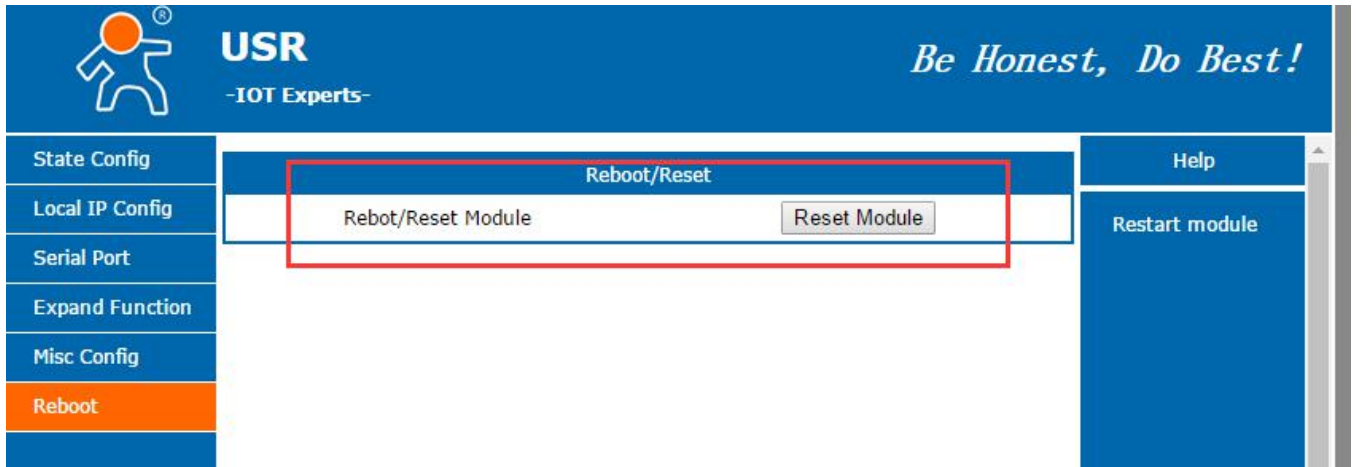 ®
USR
-IOT Experts-
Be Honest, Do Best!
State Config
Local IP Config
Serial Port
Expand Function
Misc Config
Reboot
Reboot/Reset
Rebot/Reset Module
Reset Module
Help
Restart module